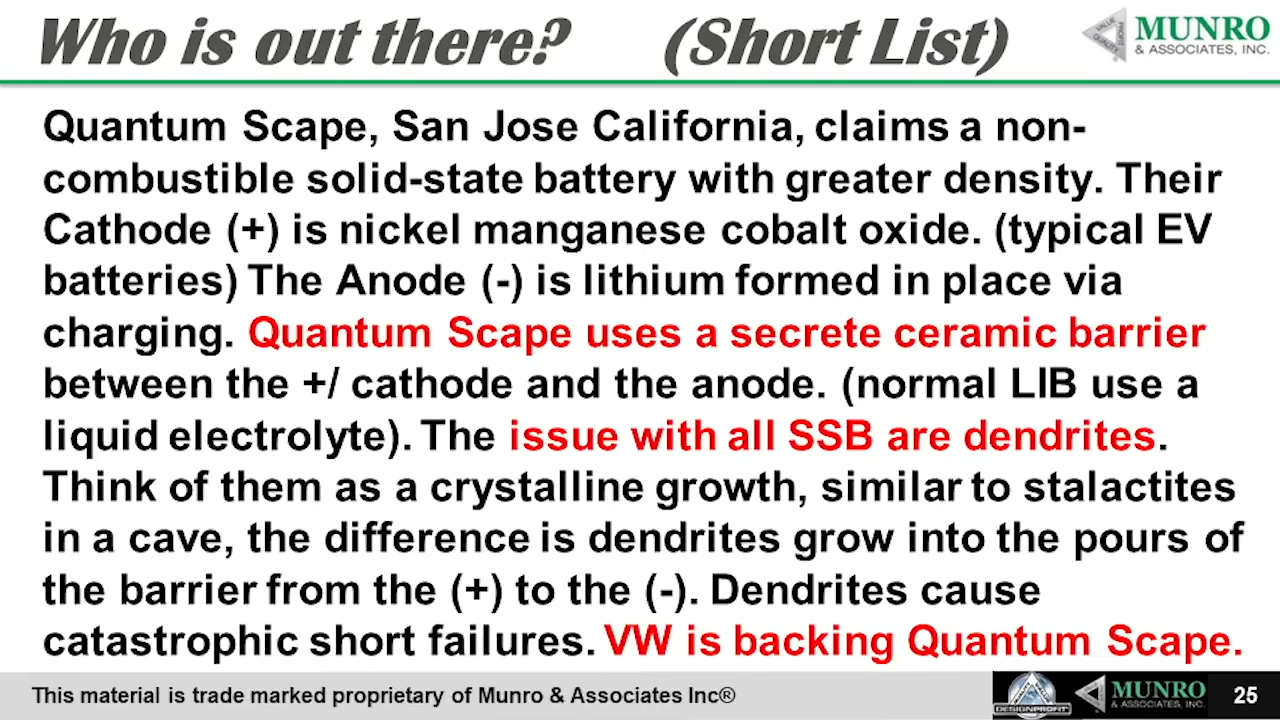 Who is out there? (Short List)
MUNRO
& ASSOCIATES, INC.
Quantum Scape, San Jose California, claims a non-
combustible solid-state battery with greater density. Their
Cathode (+) is nickel manganese cobalt oxide. (typical EV
batteries) The Anode (-) is lithium formed in place via
charging. Quantum Scape uses a secrete ceramic barrier
between the +/ cathode and the anode. (normal LIB use a
liquid electrolyte). The issue with all SSB are dendrites.
Think of them as a crystalline growth, similar to stalactites
in a cave, the difference is dendrites grow into the pours of
the barrier from the (+) to the (-). Dendrites cause
catastrophic short failures. VW is backing Quantum Scape.
This material is trade marked proprietary of Munro & Associates Inc®
DESIGNPROFIT
MUNRO
& ASSOCIATES, INC.
25